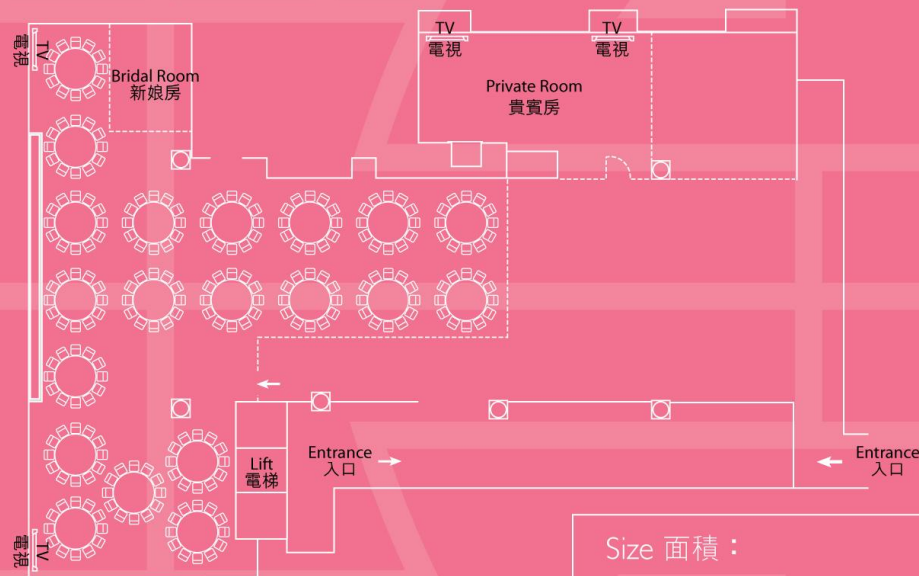 TV
電視
Bridal Room
新娘房
TV
電視
TV
電視
Private Room
貴賓房
Lift
電梯
Entrance
入口
Entrance
入口
TV
電視
Size 面積：